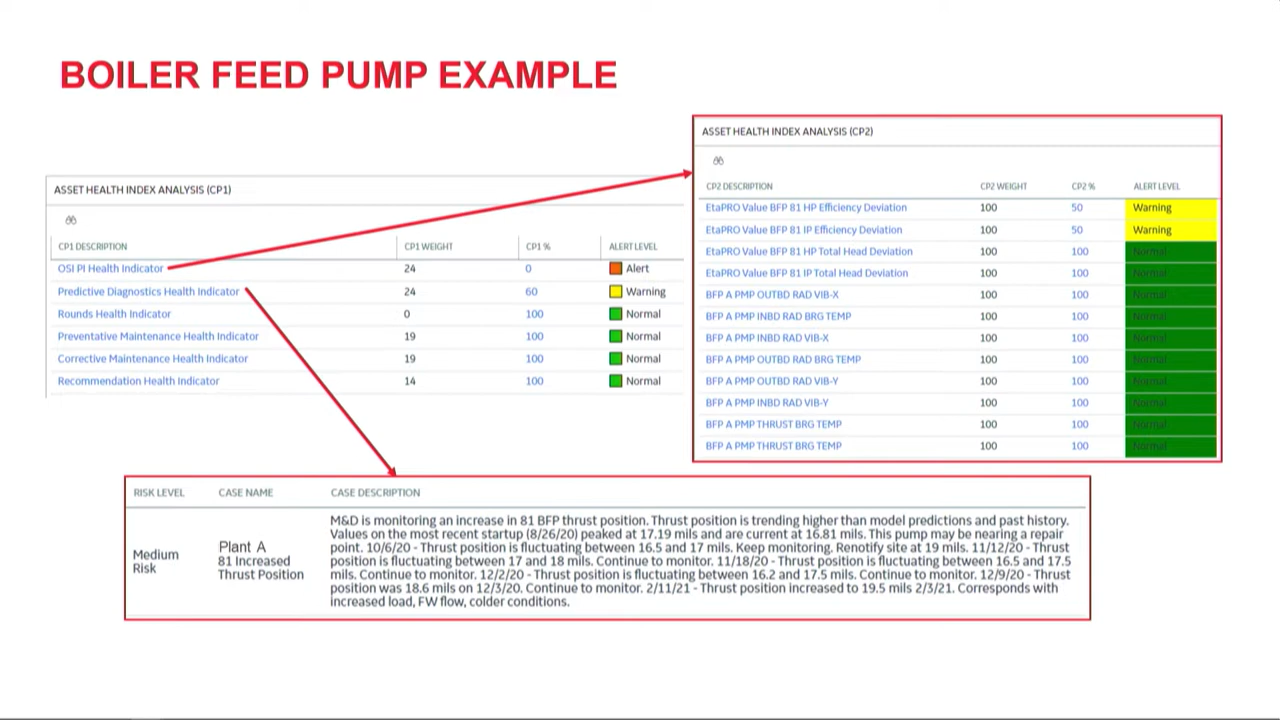 BOILER FEED PUMP EXAMPLE
ASSET HEALTH INDEX ANALYSIS (CP1)
CP1 DESCRIPTION CP1 WEIGHT CP1 % ALERT LEVEL
OSI PI Health Indicator 24 0 Alert
Predictive Diagnostics Health Indicator 24 60 Warning
Rounds Health Indicator 0 100 Normal
Preventative Maintenance Health Indicator 19 100 Normal
Corrective Maintenance Health Indicator 19 100 Normal
Recommendation Health Indicator 14 100 Normal
ASSET HEALTH INDEX ANALYSIS (CP2)
CP2 DESCRIPTION CP2 WEIGHT CP2 % ALERT LEVEL
EtaPRO Value BFP 81 HP Efficiency Deviation 100 50 Warning
EtaPRO Value BFP 81 IP Efficiency Deviation 100 50 Warning
EtaPRO Value BFP 81 HP Total Head Deviation 100 100 Normal
EtaPRO Value BFP 81 IP Total Head Deviation 100 100 Normal
BFP A PMP OUTBD RAD VIB-X 100 100 Normal
BFP A PMP INBD RAD BRG TEMP 100 100 Normal
BFP A PMP INBD RAD VIB-X 100 100 Normal
BFP A PMP OUTBD RAD BRG TEMP 100 100 Normal
BFP A PMP OUTBD RAD VIB-Y 100 100 Normal
BFP A PMP INBD RAD VIB-Y 100 100 Normal
BFP A PMP THRUST BRG TEMP 100 100 Normal
BFP A PMP THRUST BRG TEMP 100 100 Normal
RISK LEVEL CASE NAME CASE DESCRIPTION
Medium
Risk
Plant A
81 Increased
Thrust Position
M&D is monitoring an increase in 81 BFP thrust position. Thrust position is trending higher than model predictions and past history.
Values on the most recent startup (8/26/20) peaked at 17.19 mils and are current at 16.81 mils. This pump may be nearing a repair
point. 10/6/20 - Thrust position is fluctuating between 16.5 and 17 mils. Keep monitoring. Renotify site at 19 mils. 11/12/20 - Thrust
position is fluctuating between 17 and 18 mils. Continue to monitor. 11/18/20 - Thrust position is fluctuating between 16.5 and 17.5
mils. Continue to monitor. 12/2/20 - Thrust position is fluctuating between 16.2 and 17.5 mils. Continue to monitor. 12/9/20 - Thrust
position was 18.6 mils on 12/3/20. Continue to monitor. 2/11/21 - Thrust position increased to 19.5 mils 2/3/21. Corresponds with
increased load, FW flow, colder conditions.